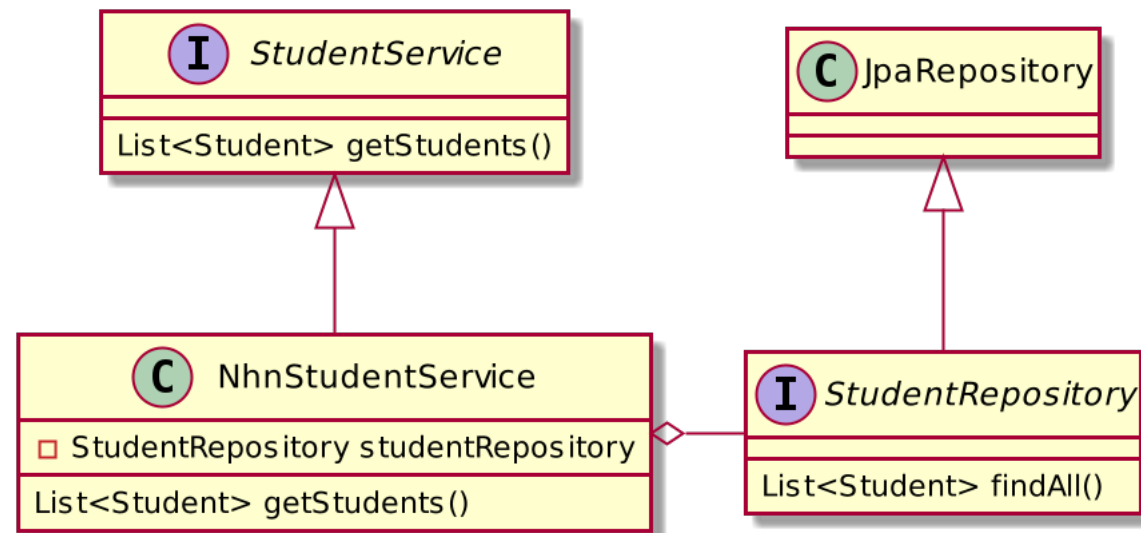 I StudentService
List<Student> getStudents()
C JpaRepository
C NhnStudentService
StudentRepository studentRepository
List<Student> getStudents()
I StudentRepository
List<Student> findAll()